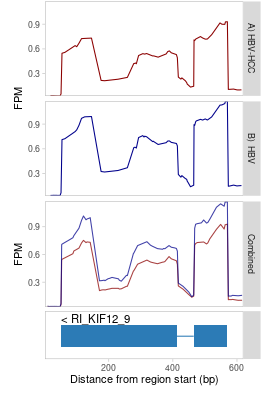 0.9
0.6
0.3
A) HBV-HCC
FPM
0.9
0.6
0.3
B) HBV
0.9
0.6
0.3
Combined
FPM
< RI_KIF12_9
200
400
600
Distance from region start (bp)